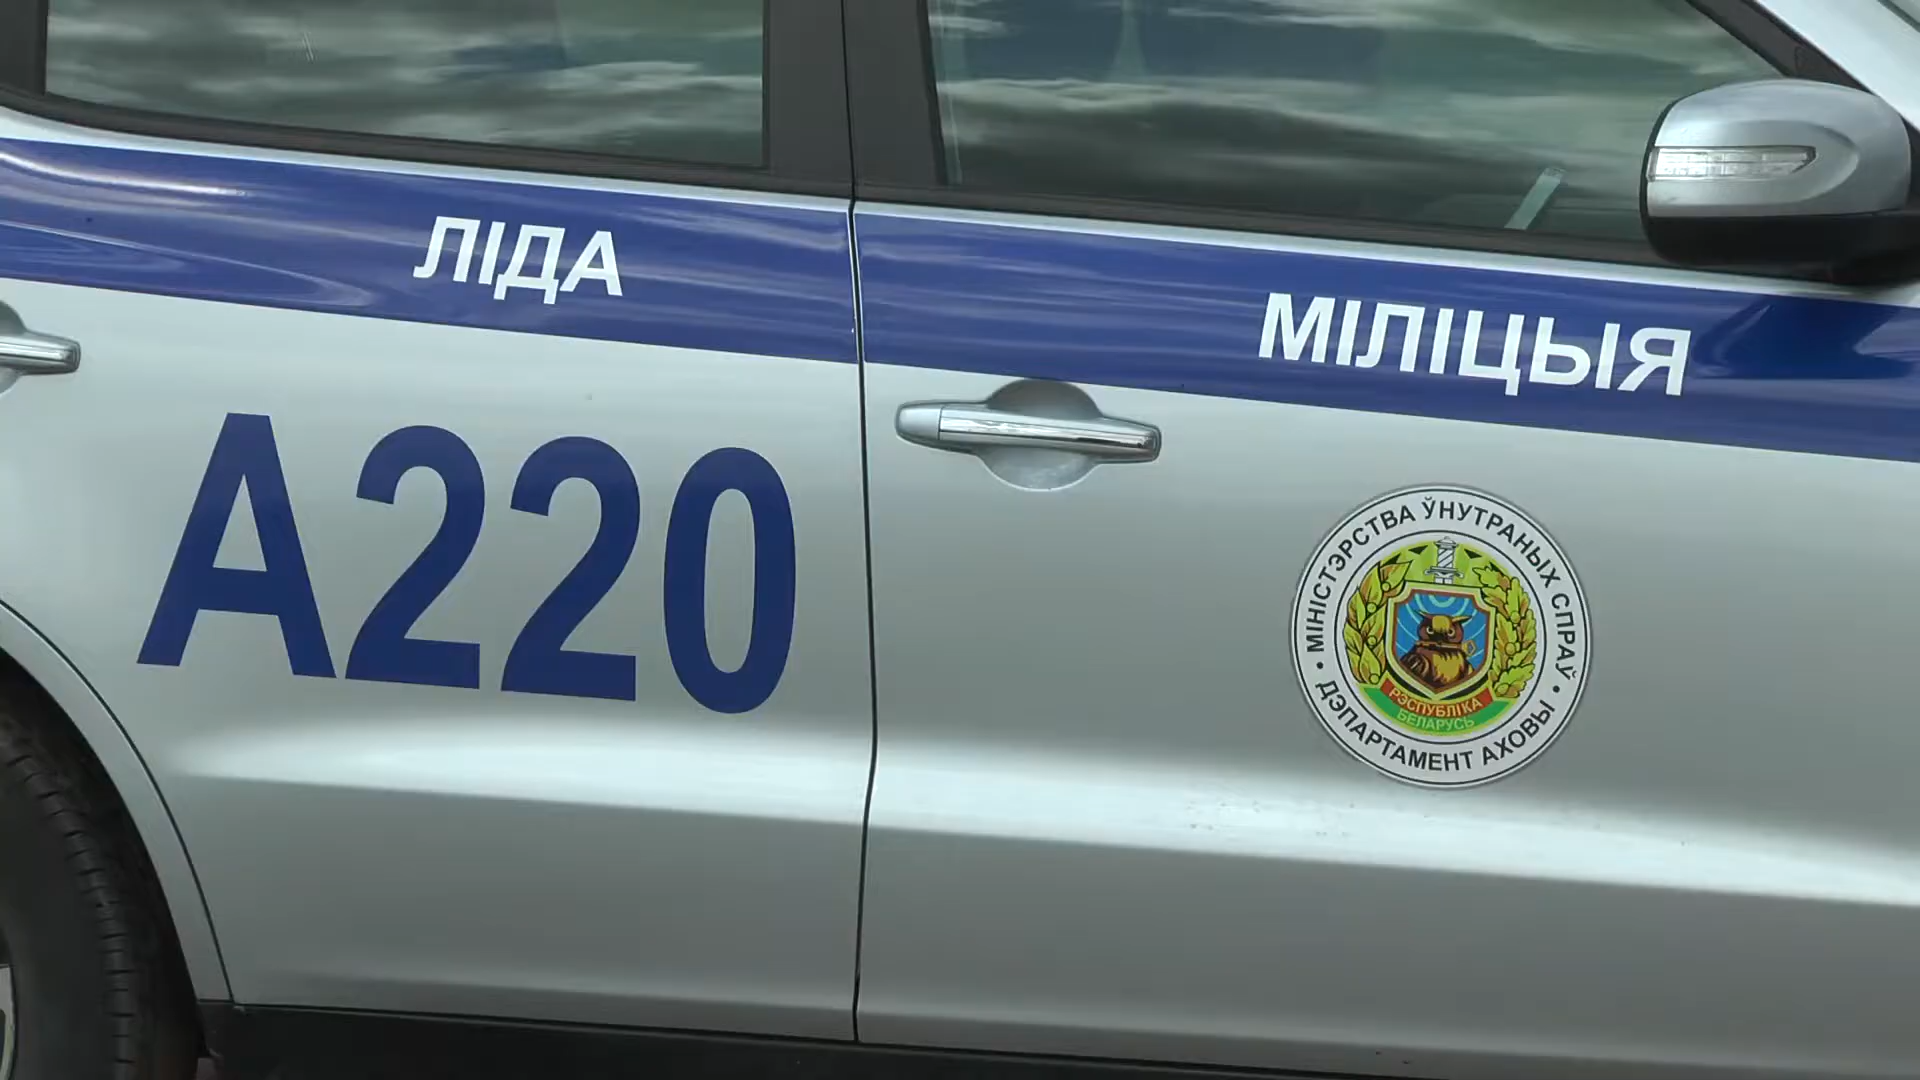 ЛІДА
МІЛІЦЫЯ
А220
• МІНІСТЭРСТВА ЎНУТРАНЫХ СПРАЎ •
РЭСПУБЛІКА
БЕЛАРУСЬ
ДЭПАРТАМЕНТ АХОВЫ